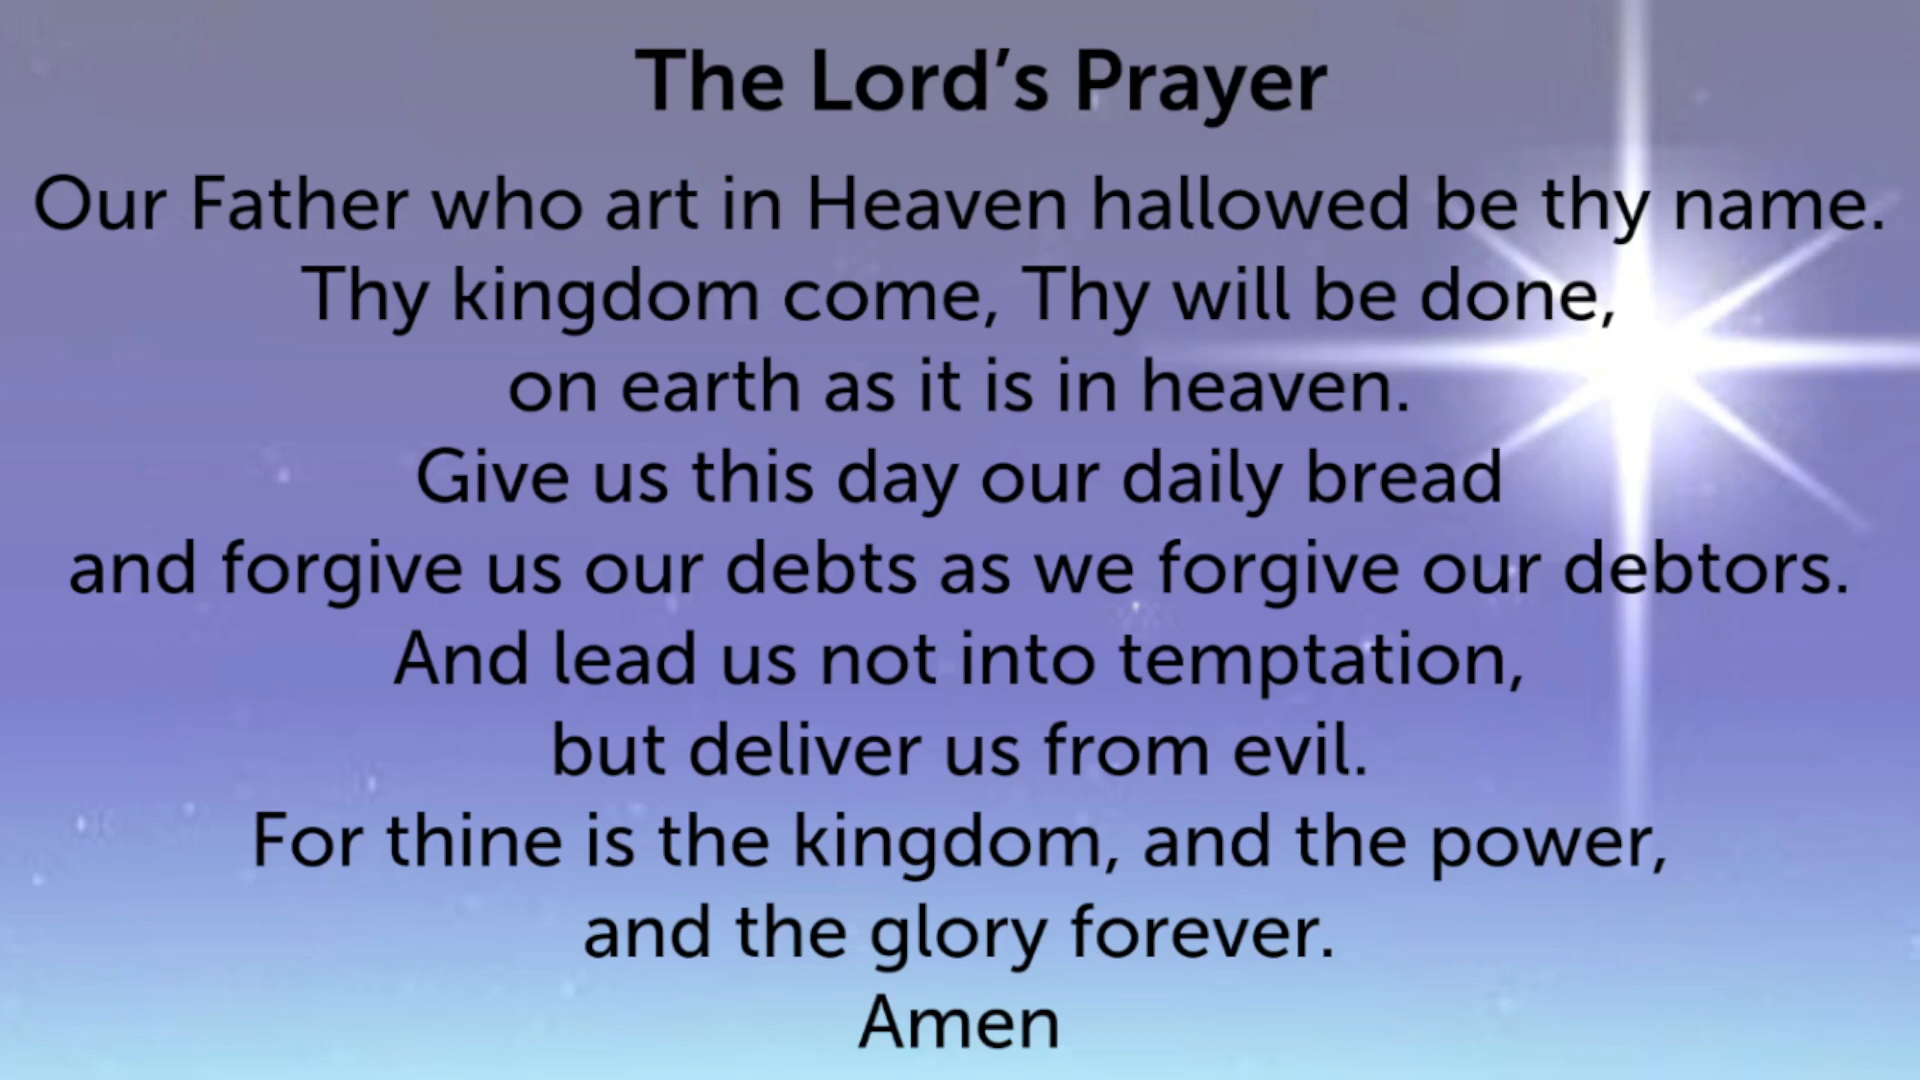 The Lord’s Prayer
Our Father who art in Heaven hallowed be thy name.
Thy kingdom come, Thy will be done,
on earth as it is in heaven.
Give us this day our daily bread
and forgive us our debts as we forgive our debtors.
And lead us not into temptation,
but deliver us from evil.
For thine is the kingdom, and the power,
and the glory forever.
Amen